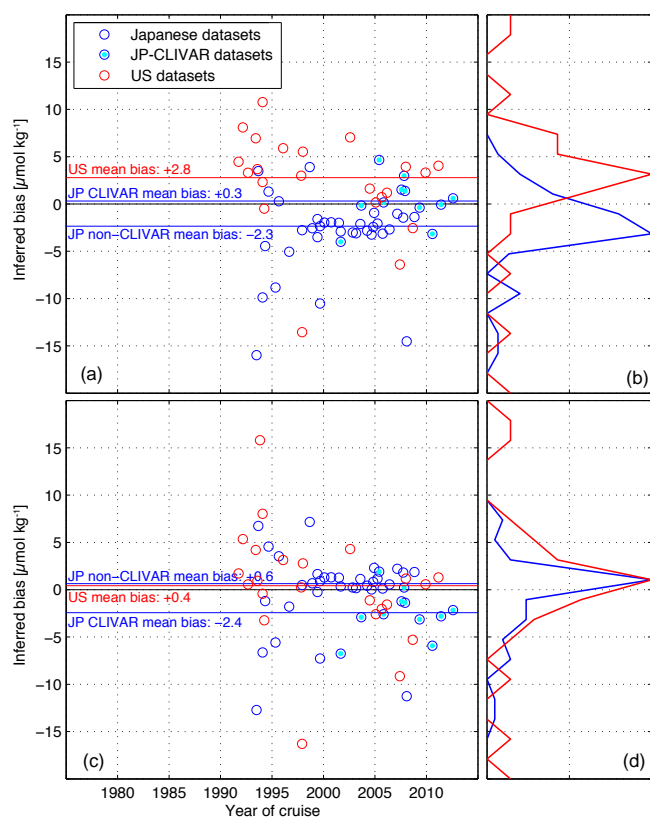 15
10
5
0
−5
−10
−15
Inferred bias [μmol kg⁻¹]
Japanese datasets
JP-CLIVAR datasets
US datasets
US mean bias: +2.8
JP CLIVAR mean bias: +0.3
JP non-CLIVAR mean bias: −2.3
(a)
(b)
15
10
5
0
−5
−10
−15
Inferred bias [μmol kg⁻¹]
JP non-CLIVAR mean bias: +0.6
US mean bias: +0.4
JP CLIVAR mean bias: −2.4
(c)
(d)
1980 1985 1990 1995 2000 2005 2010
Year of cruise